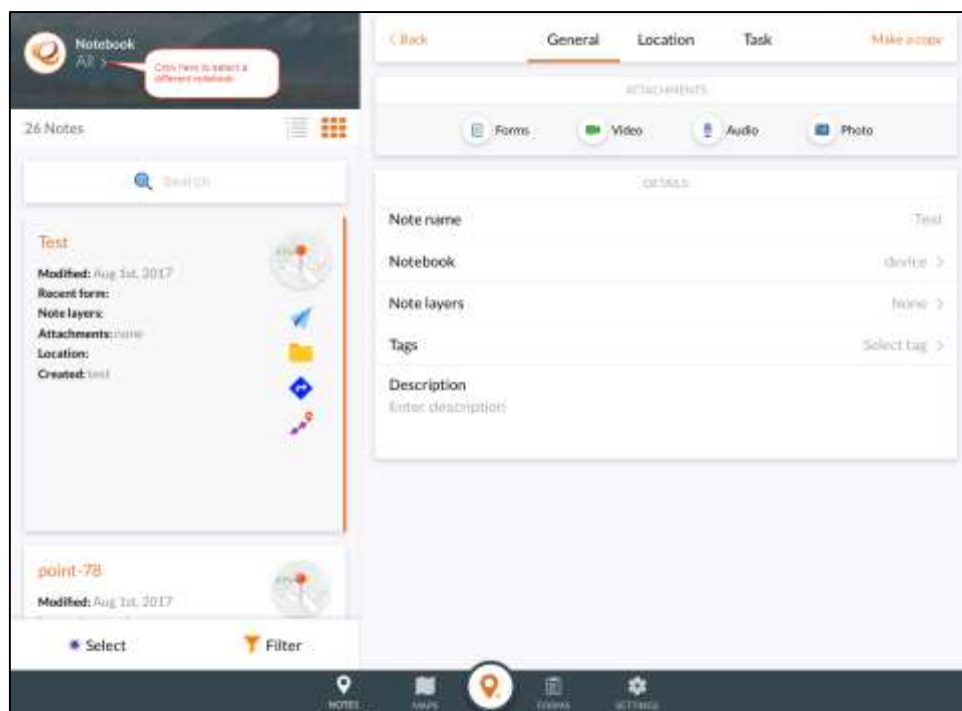 Notebook
All >
Click here to select a
different notebook
26 Notes
Search
Test
Modified: Aug 1st, 2017
Recent form:
Note layers:
Attachments: none
Location:
Created: test
point-78
Modified: Aug 1st, 2017
Select
Filter
< Back
General
Location
Task
Make a copy
ATTACHMENTS
Forms
Video
Audio
Photo
DETAILS
Note name
Test
Notebook
device >
Note layers
None >
Tags
Select tag >
Description
Enter description
NOTES
MAPS
FORMS
SETTINGS